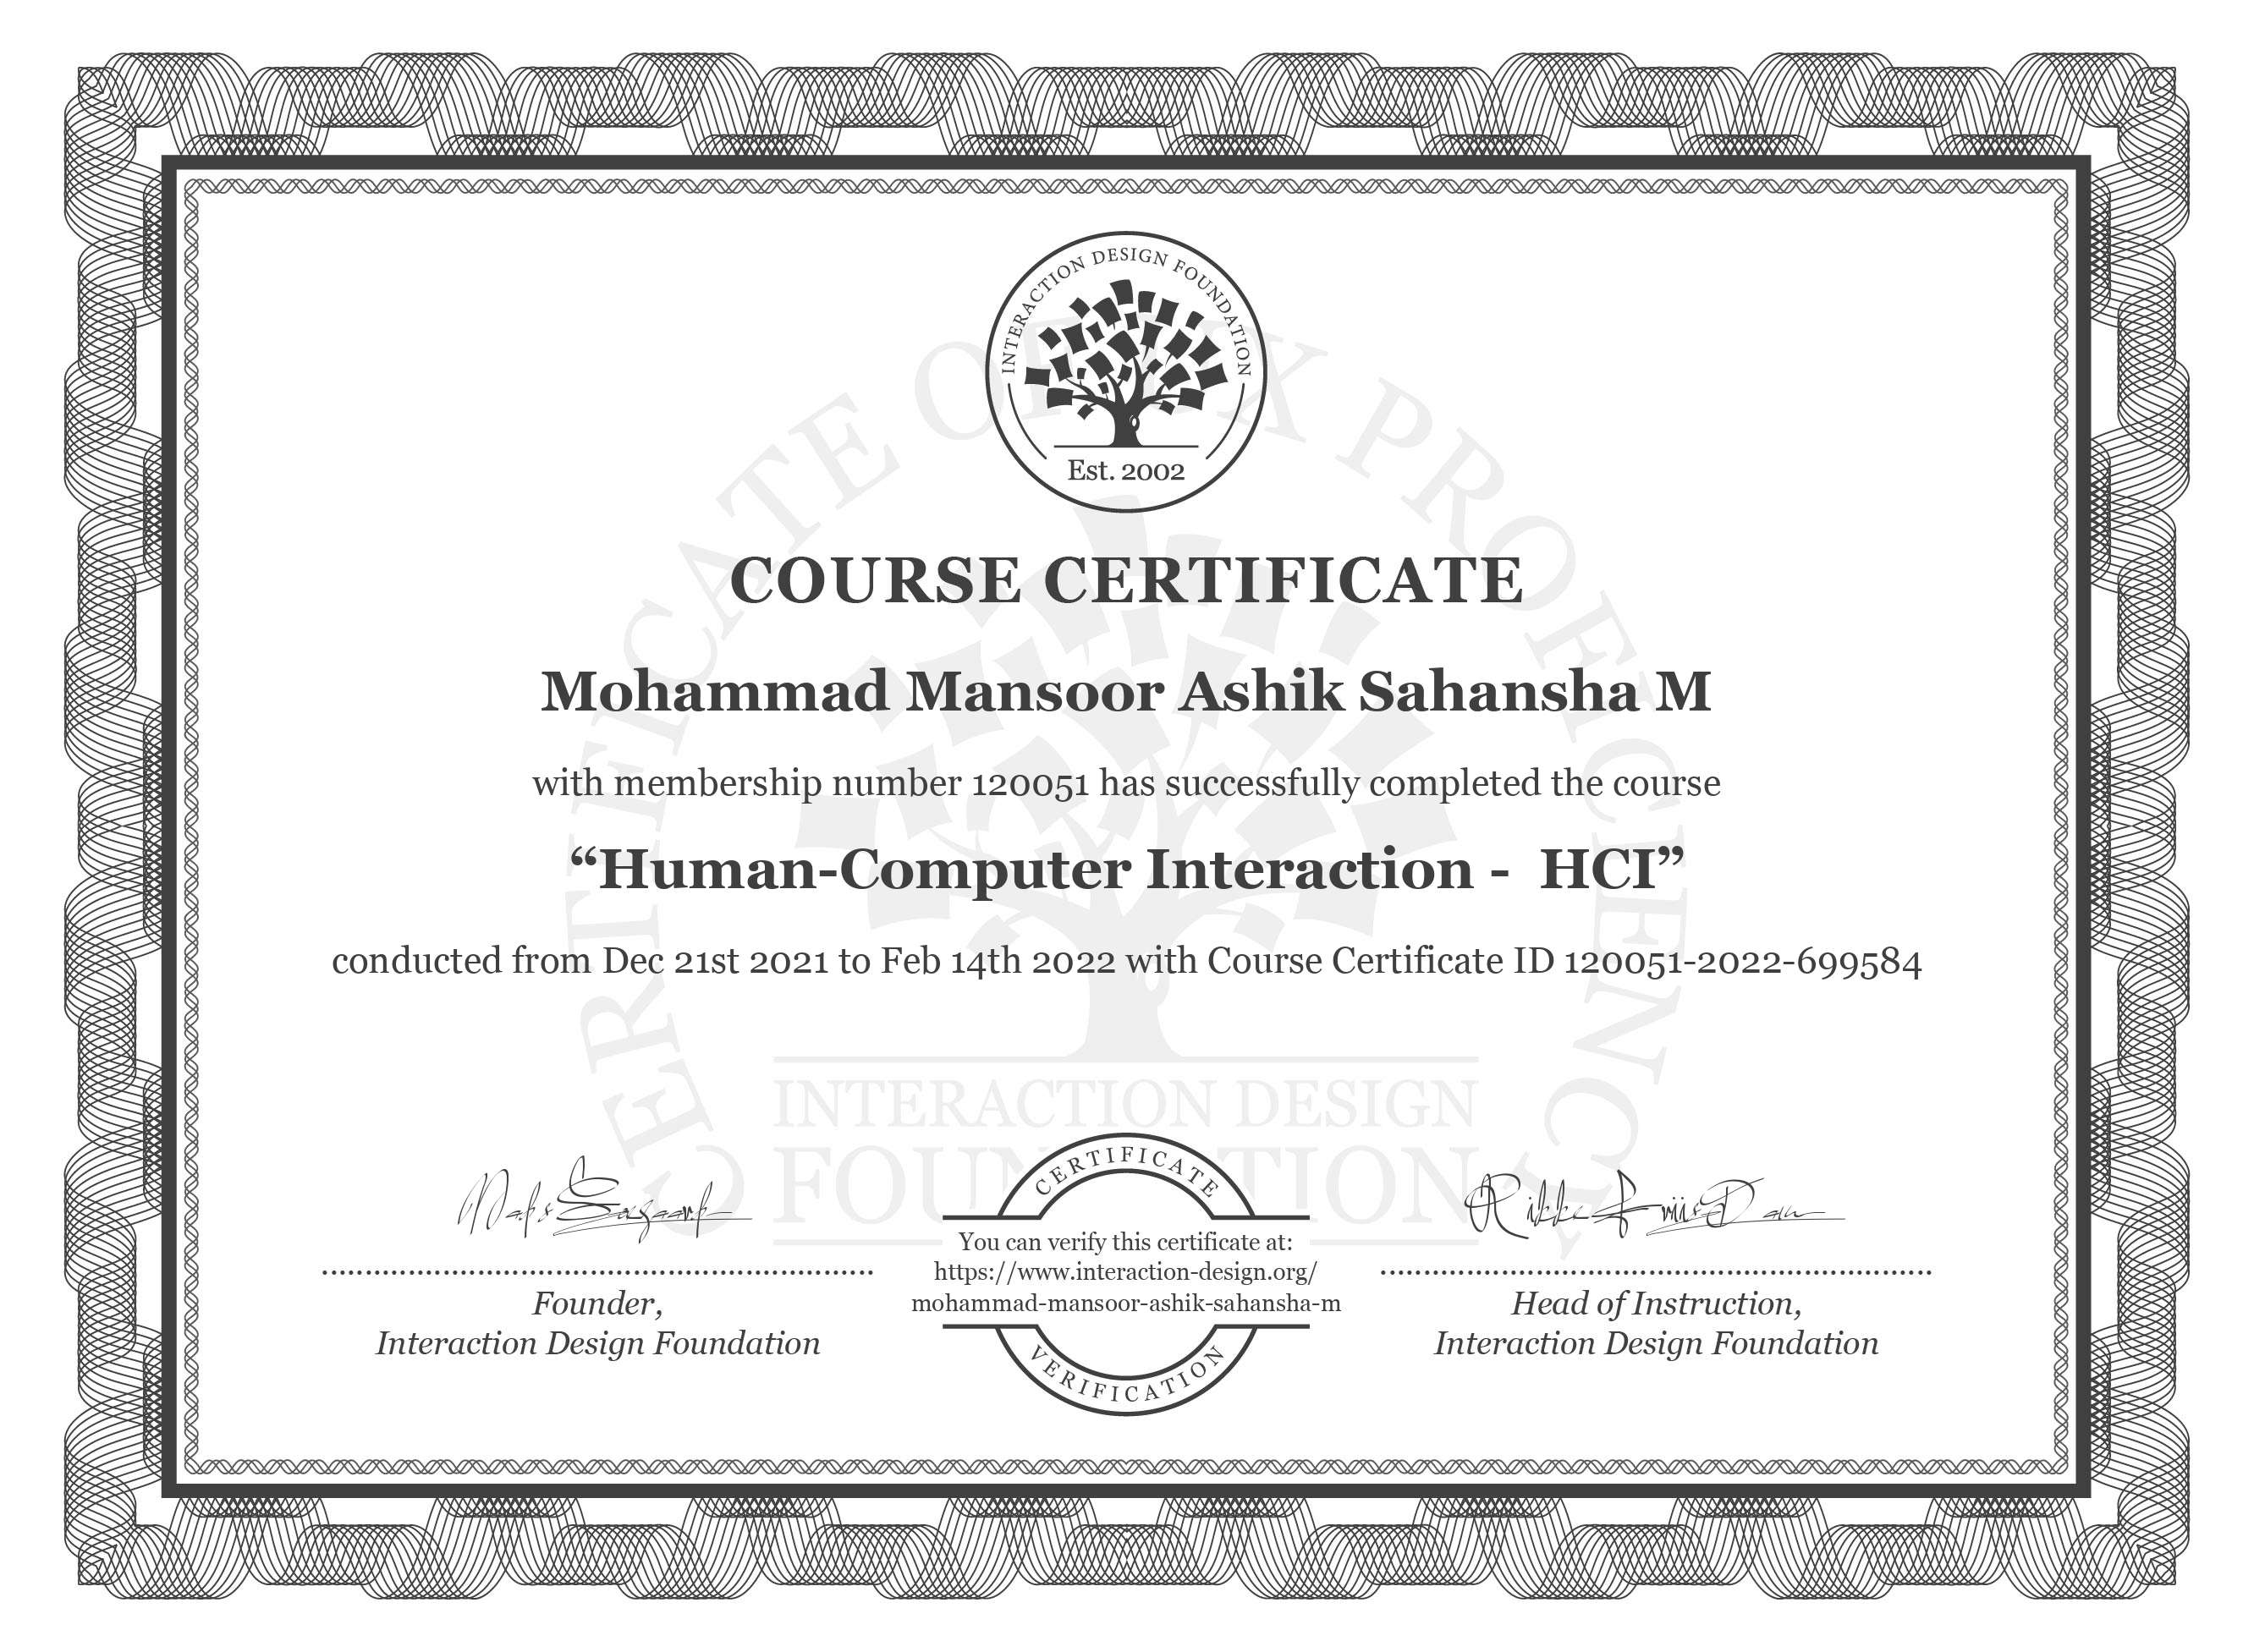 INTERACTION DESIGN FOUNDATION
Est. 2002
CERTIFICATE OF UX PROFICIENCY
COURSE CERTIFICATE
Mohammad Mansoor Ashik Sahansha M
with membership number 120051 has successfully completed the course
“Human-Computer Interaction -  HCI”
conducted from Dec 21st 2021 to Feb 14th 2022 with Course Certificate ID 120051-2022-699584
INTERACTION DESIGN
FOUNDATION
Founder,
Interaction Design Foundation
CERTIFICATE
You can verify this certificate at:
https://www.interaction-design.org/
mohammad-mansoor-ashik-sahansha-m
VERIFICATION
Rikke Friis Dam
Head of Instruction,
Interaction Design Foundation